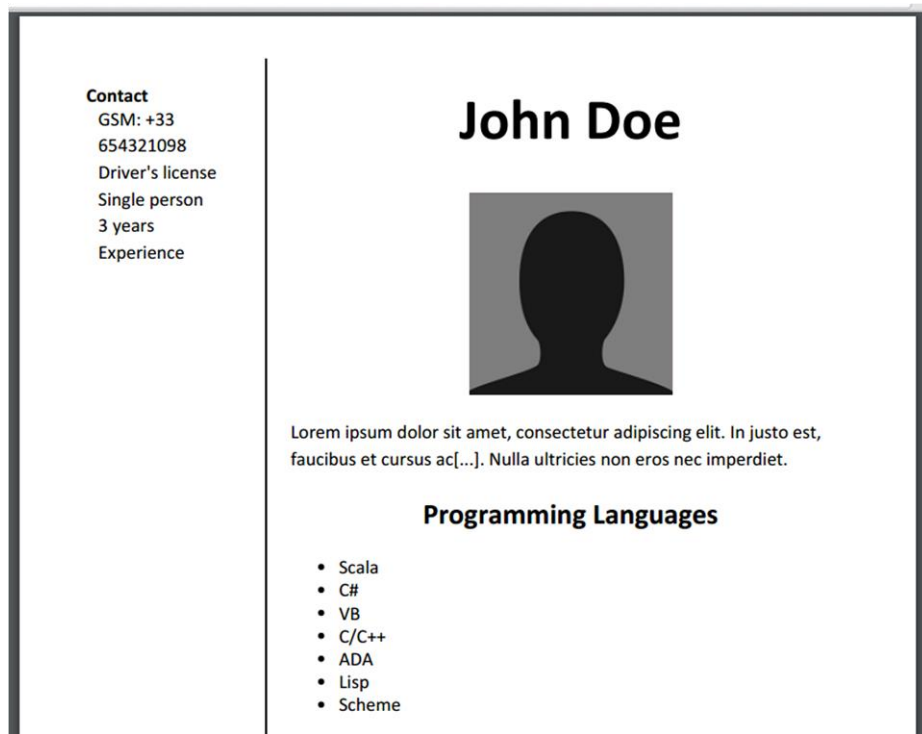 Contact
GSM: +33
654321098
Driver's license
Single person
3 years
Experience
John Doe
Lorem ipsum dolor sit amet, consectetur adipiscing elit. In justo est,
faucibus et cursus ac[...]. Nulla ultricies non eros nec imperdiet.
Programming Languages
• Scala
• C#
• VB
• C/C++
• ADA
• Lisp
• Scheme